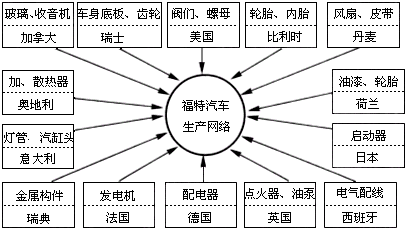 玻璃、收音机
加拿大
车身底板、齿轮
瑞士
阀们、螺母
美国
轮胎、内胎
比利时
风扇、皮带
丹麦
加、散热器
奥地利
福特汽车
生产网络
油漆、轮胎
荷兰
灯管、汽缸头
意大利
启动器
日本
金属构件
瑞典
发电机
法国
配电器
德国
点火器、油泵
英国
电气配线
西班牙